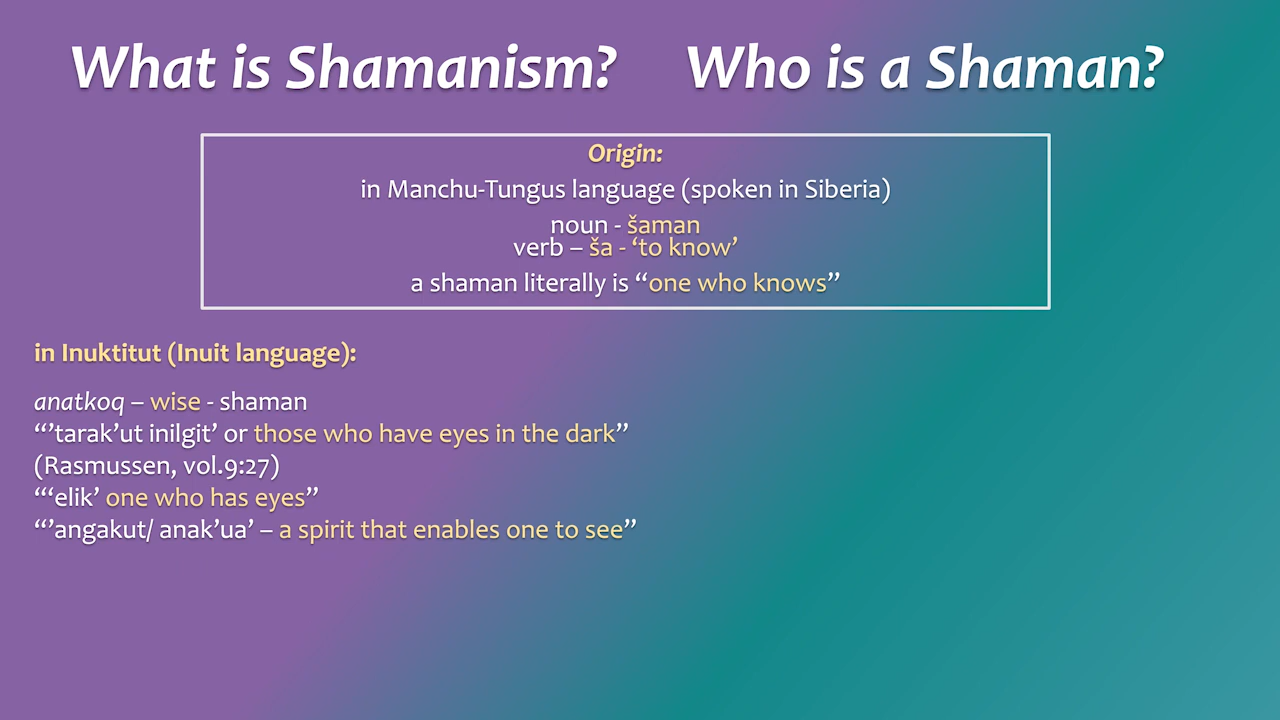 What is Shamanism? Who is a Shaman?
Origin:
in Manchu-Tungus language (spoken in Siberia)
noun - šaman
verb – ša - ‘to know’
a shaman literally is “one who knows”
in Inuktitut (Inuit language):
anatkoq – wise - shaman
“’tarak’ut inilgit’ or those who have eyes in the dark”
(Rasmussen, vol.9:27)
“‘elik’ one who has eyes”
“’angakut/ anak’ua’ – a spirit that enables one to see”